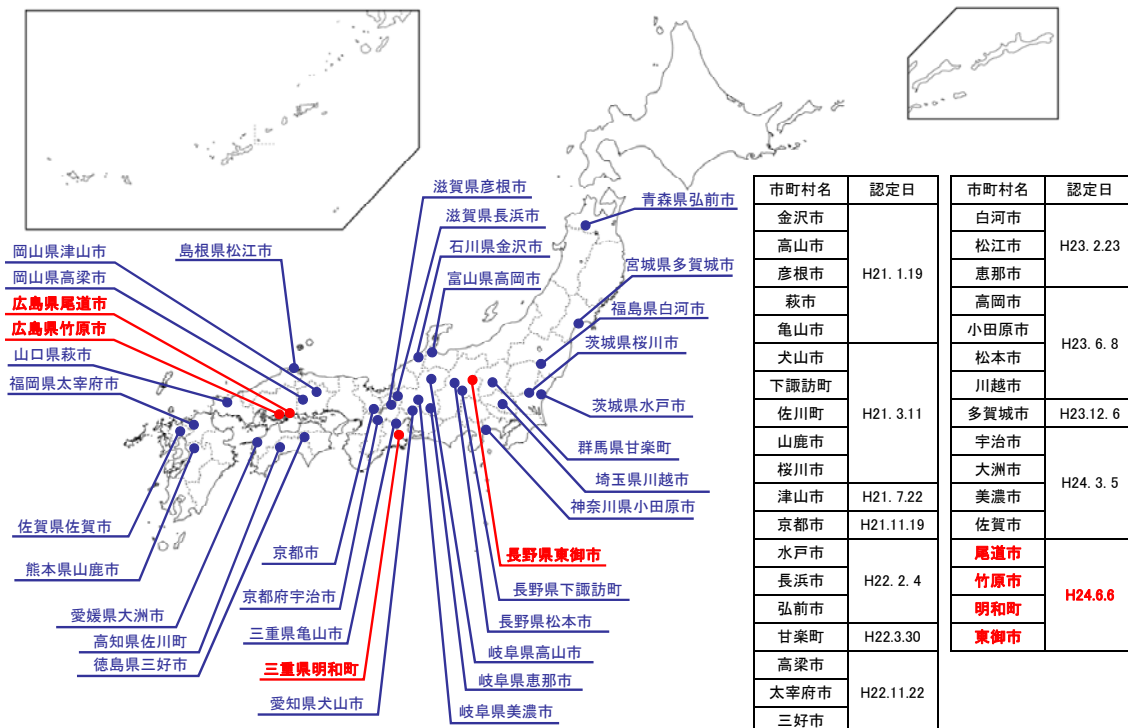 滋賀県彦根市
滋賀県長浜市
石川県金沢市
富山県高岡市
青森県弘前市
宮城県多賀城市
福島県白河市
茨城県桜川市
茨城県水戸市
群馬県甘楽町
埼玉県川越市
神奈川県小田原市
岡山県津山市
島根県松江市
岡山県高梁市
広島県尾道市
広島県竹原市
山口県萩市
福岡県太宰府市
佐賀県佐賀市
熊本県山鹿市
愛媛県大洲市
高知県佐川町
徳島県三好市
京都市
京都府宇治市
三重県亀山市
三重県明和町
愛知県犬山市
長野県東御市
長野県下諏訪町
長野県松本市
岐阜県高山市
岐阜県恵那市
岐阜県美濃市
市町村名 認定日
金沢市 H21. 1.19
高山市
彦根市
萩市
亀山市
犬山市 H21. 3.11
下諏訪町
佐川町
山鹿市
桜川市
津山市 H21. 7.22
京都市 H21.11.19
水戸市 H22. 2. 4
長浜市
弘前市
甘楽町 H22.3.30
高梁市 H22.11.22
太宰府市
三好市
市町村名 認定日
白河市 H23. 2.23
松江市
恵那市
高岡市 H23. 6. 8
小田原市
松本市
川越市
多賀城市 H23.12. 6
宇治市 H24. 3. 5
大洲市
美濃市
佐賀市
尾道市 H24.6.6
竹原市
明和町
東御市